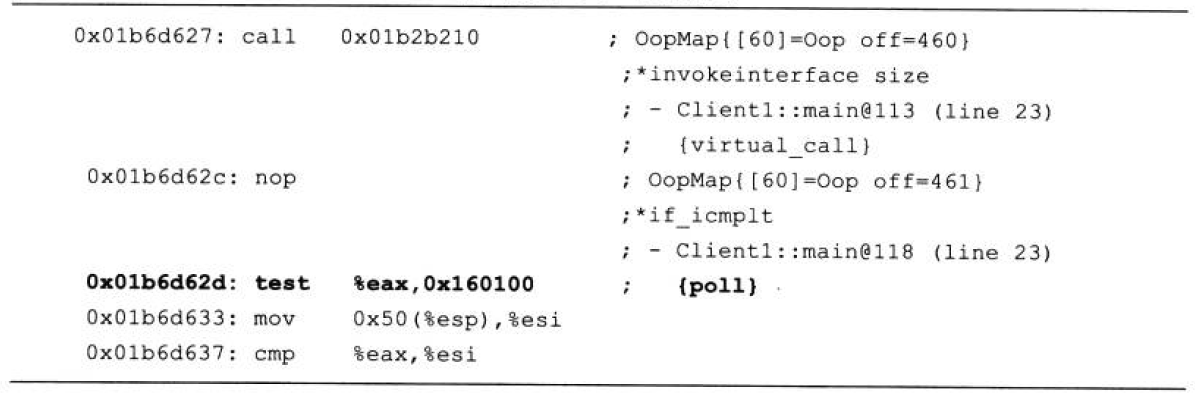 0x01b6d627: call    0x01b2b210    ; OopMap{[60]=Oop off=460}
;*invokeinterface size
; - Client1::main@113 (line 23)
;   {virtual_call}
0x01b6d62c: nop    ; OopMap{[60]=Oop off=461}
;*if_icmplt
; - Client1::main@118 (line 23)
0x01b6d62d: test    %eax,0x160100    ;   {poll}
0x01b6d633: mov    0x50(%esp),%esi
0x01b6d637: cmp    %eax,%esi